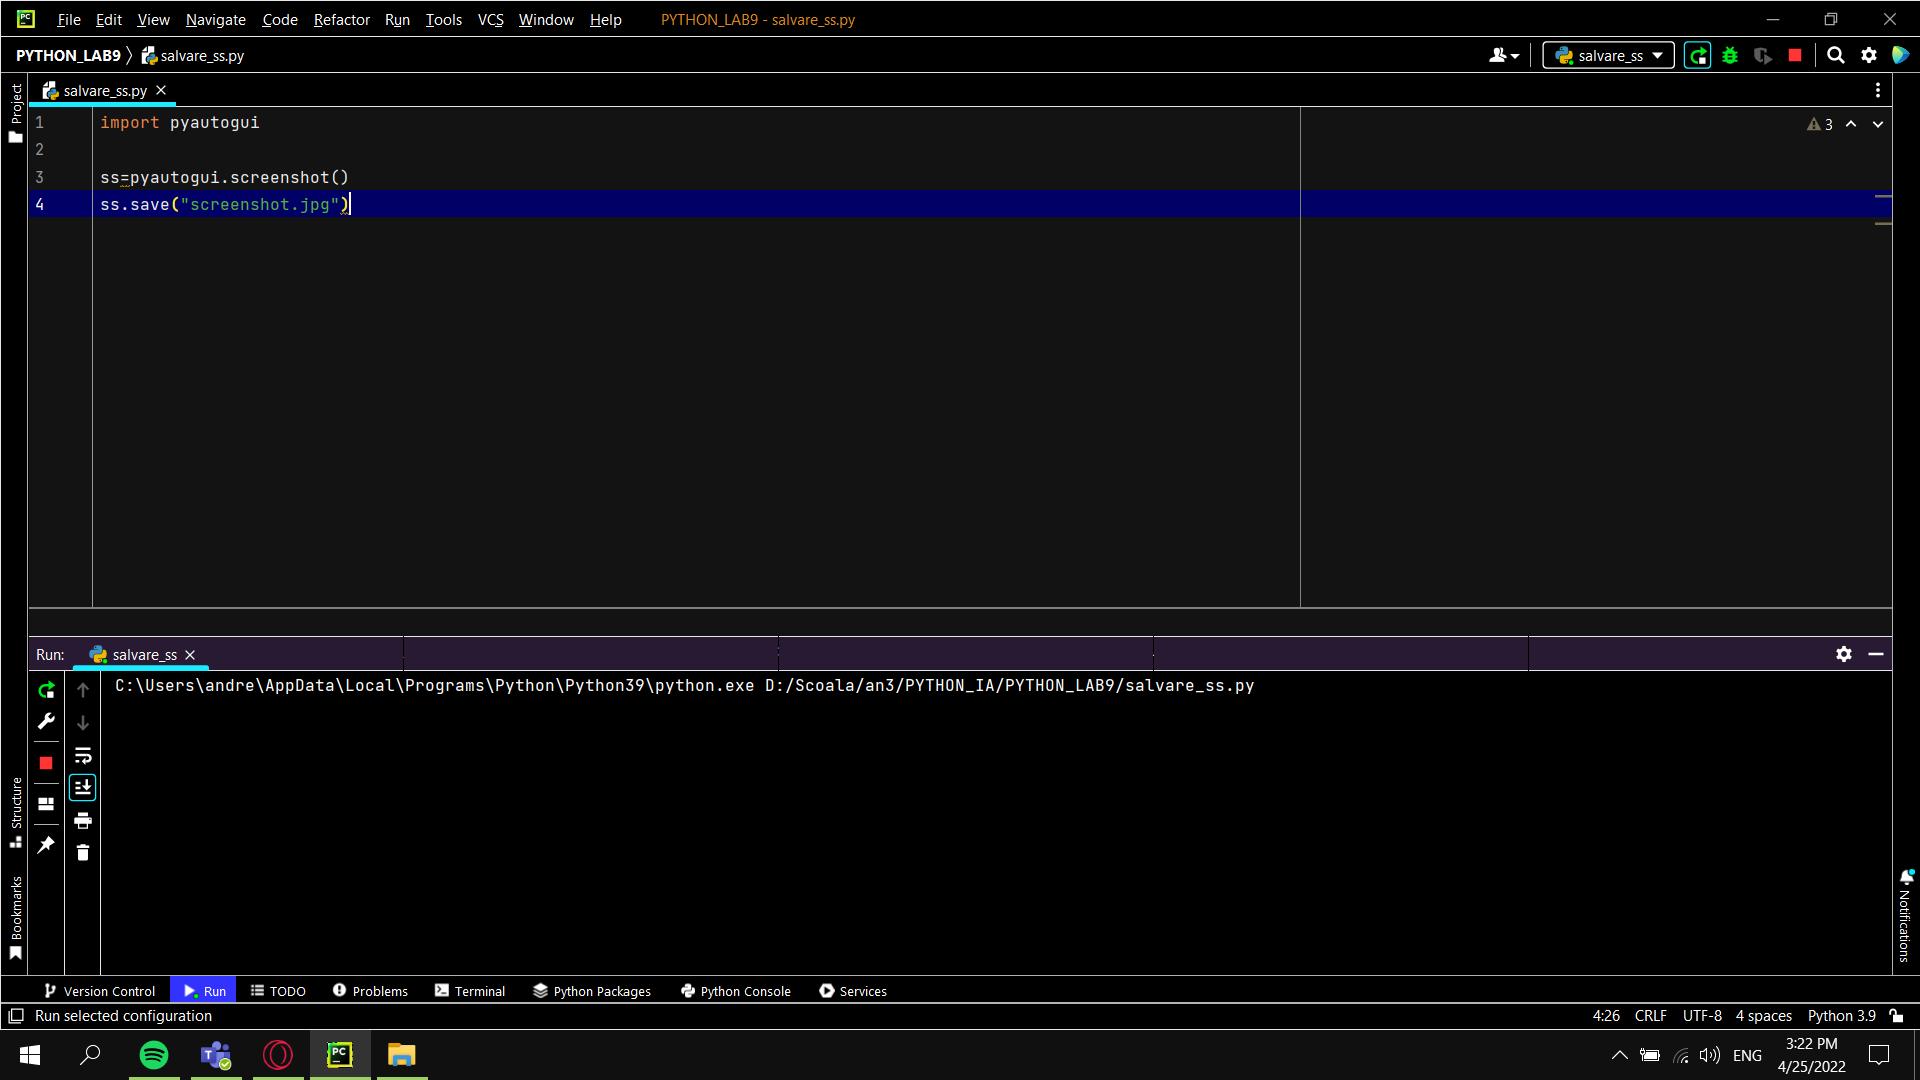 File Edit View Navigate Code Refactor Run Tools VCS Window Help PYTHON_LAB9 - salvare_ss.py
PYTHON_LAB9 salvare_ss.py salvare_ss
Project
salvare_ss.py
1 import pyautogui
3
2
3 ss=pyautogui.screenshot()
4 ss.save("screenshot.jpg")
Run: salvare_ss
C:\Users\andre\AppData\Local\Programs\Python\Python39\python.exe D:/Scoala/an3/PYTHON_IA/PYTHON_LAB9/salvare_ss.py
Structure
Bookmarks
Notifications
Version Control Run TODO Problems Terminal Python Packages Python Console Services
Run selected configuration 4:26 CRLF UTF-8 4 spaces Python 3.9
PC ENG 3:22 PM
4/25/2022